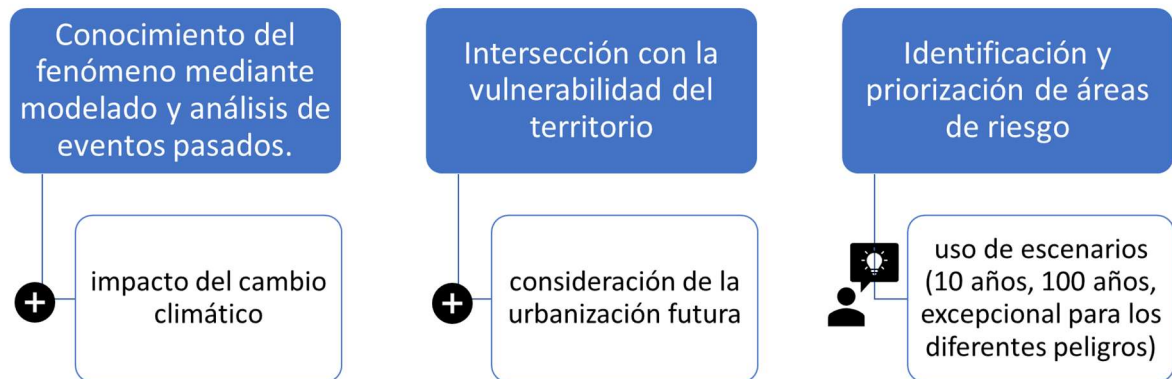 Conocimiento del
fenómeno mediante
modelado y análisis de
eventos pasados.
impacto del cambio
climático
Intersección con la
vulnerabilidad del
territorio
consideración de la
urbanización futura
Identificación y
priorización de áreas
de riesgo
uso de escenarios
(10 años, 100 años,
excepcional para los
diferentes peligros)